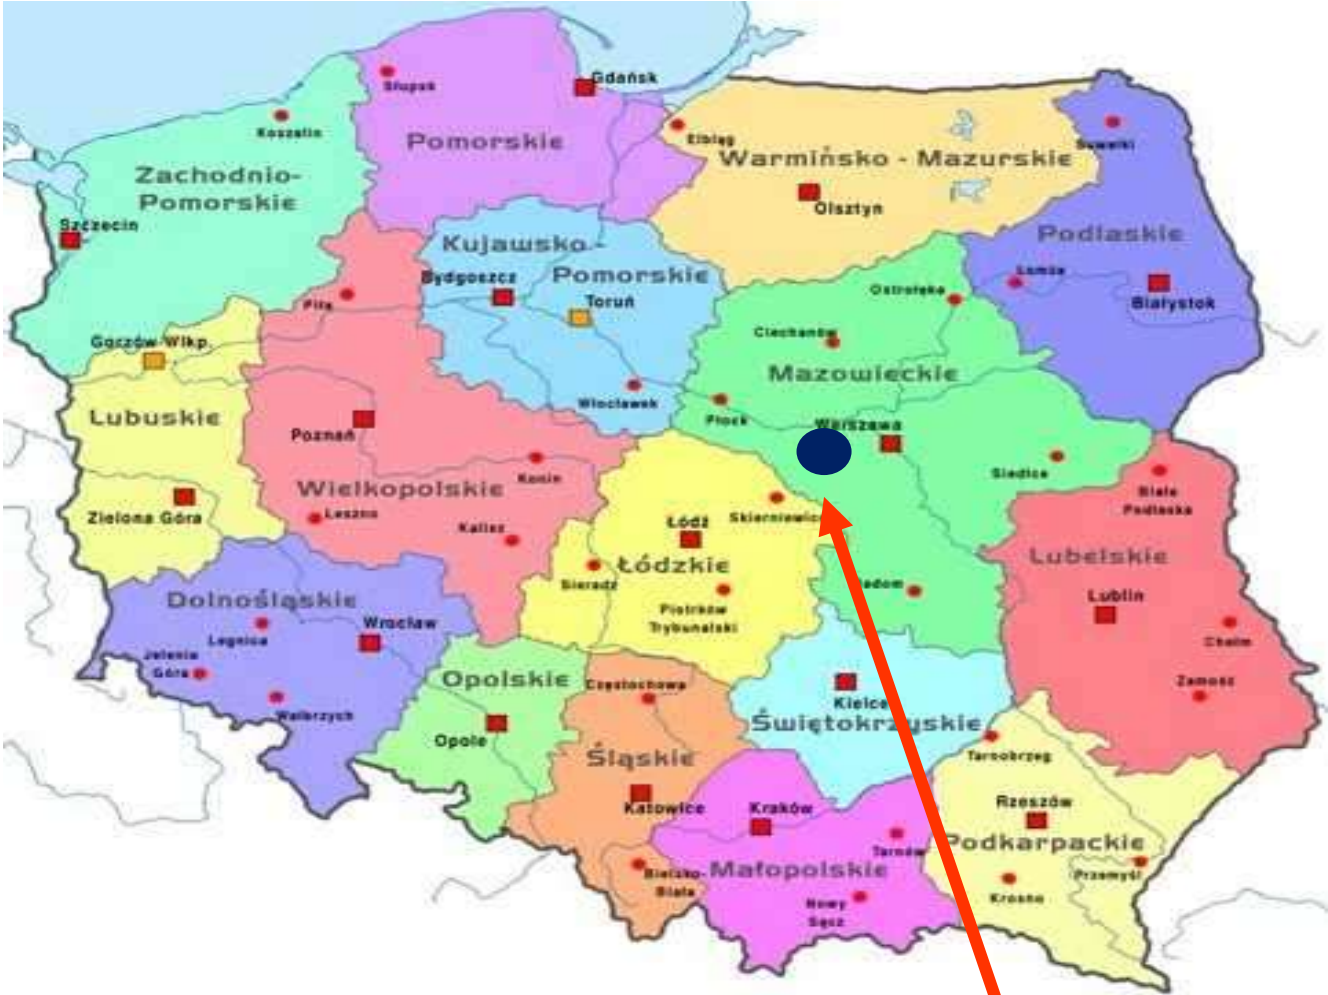 Słupsk
Gdańsk
Koszalin
Pomorskie
Elbląg
Suwałki
Warmińsko - Mazurskie
Zachodnio-
Pomorskie
Olsztyn
Szczecin
Kujawsko -
Pomorskie
Podlaskie
Bydgoszcz
Toruń
Piła
Łomża
Białystok
Ostrołęka
Ciechanów
Gorzów Wlkp.
Mazowieckie
Włocławek
Płock
Lubuskie
Warszawa
Poznań
Siedlce
Konin
Wielkopolskie
Biała
Podlaska
Zielona Góra
Leszno
Kalisz
Skierniewice
Łódź
Lubelskie
Łódzkie
Sieradz
Radom
Lublin
Dolnośląskie
Piotrków
Trybunalski
Wrocław
Legnica
Chełm
Jelenia
Góra
Opolskie
Częstochowa
Zamość
Kielce
Wałbrzych
Świętokrzyskie
Opole
Tarnobrzeg
Śląskie
Katowice
Kraków
Rzeszów
Podkarpackie
Tarnów
Małopolskie
Bielsko-
Biała
Przemyśl
Nowy
Sącz
Krosno